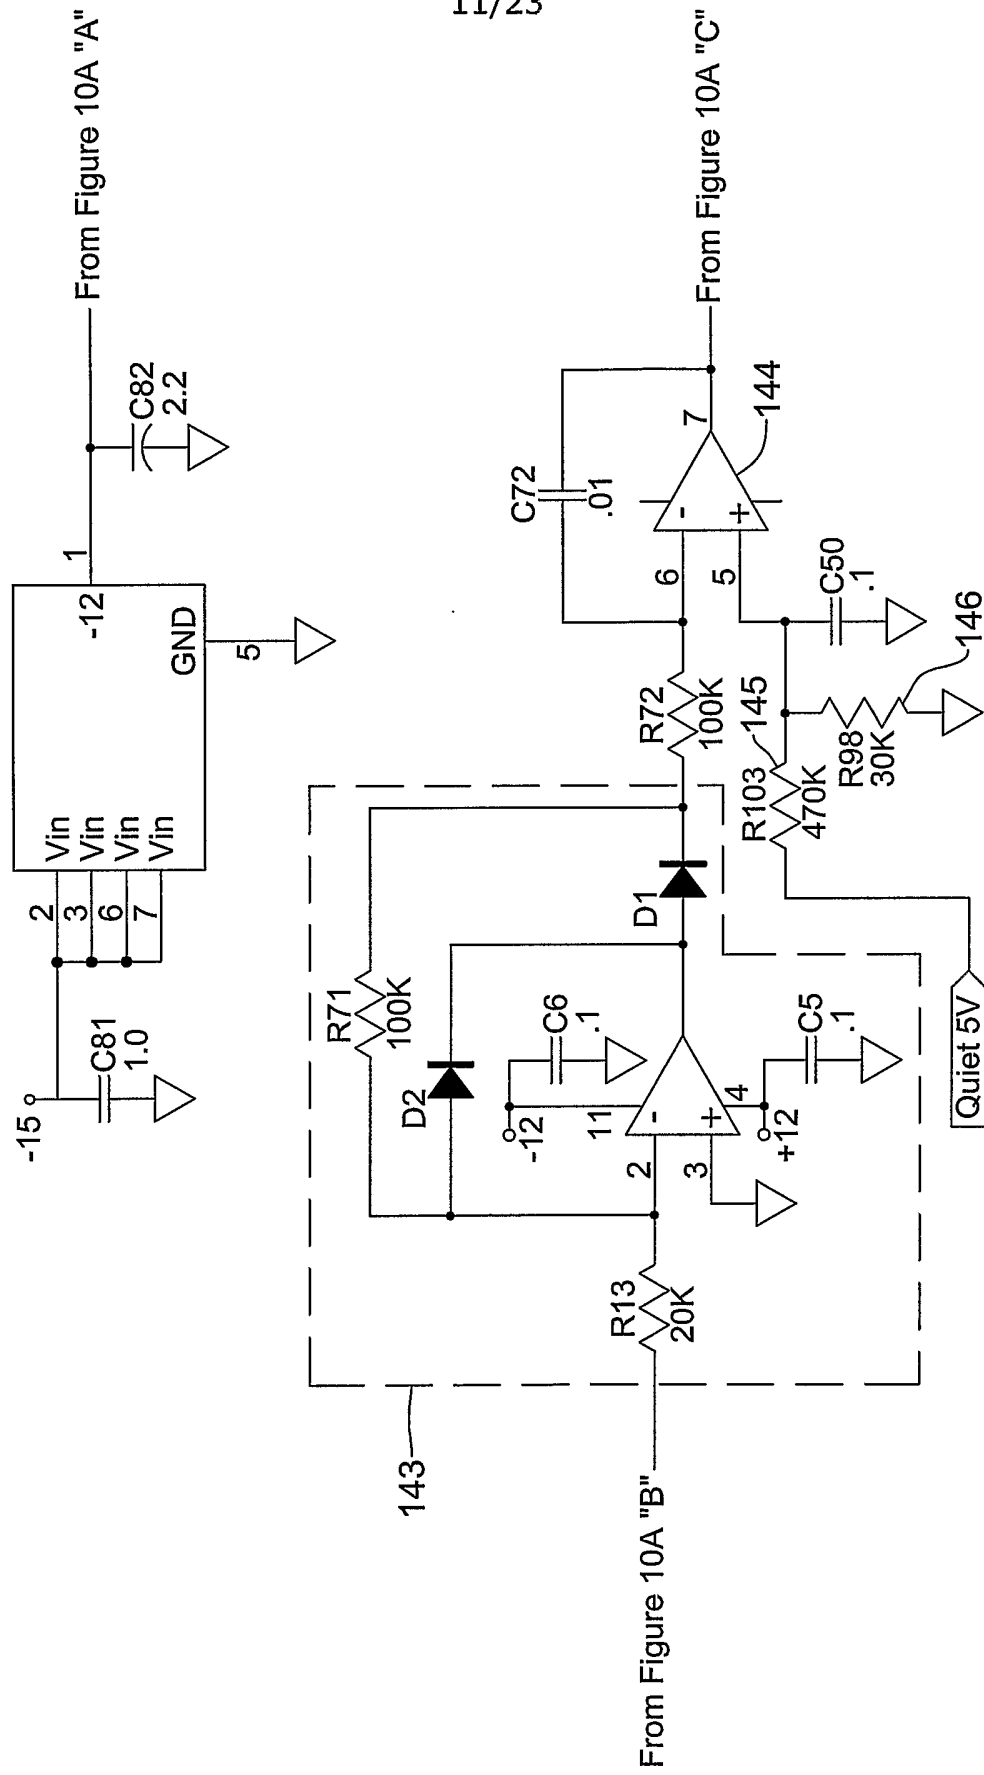 11/23
-15
C81
1.0
2
3
6
7
Vin
Vin
Vin
Vin
-12
GND
1
5
C82
2.2
From Figure 10A "A"
143
From Figure 10A "B"
R13
20K
R71
100K
D2
-12
11
C6
.1
2
3
-
+
4
+12
C5
.1
D1
R72
100K
C72
.01
6
5
-
+
7
144
From Figure 10A "C"
Quiet 5V
R103
470K
145
R98
30K
146
C50
.1